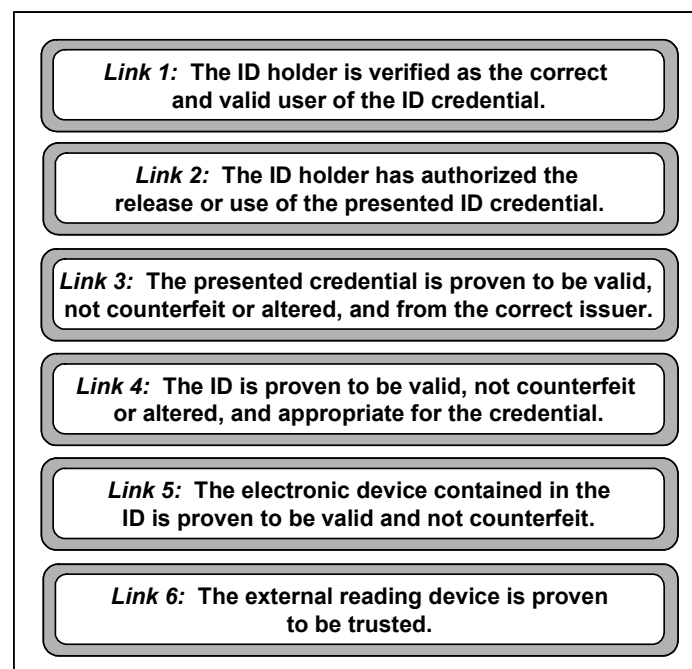 Link 1: The ID holder is verified as the correct
and valid user of the ID credential.
Link 2: The ID holder has authorized the
release or use of the presented ID credential.
Link 3: The presented credential is proven to be valid,
not counterfeit or altered, and from the correct issuer.
Link 4: The ID is proven to be valid, not counterfeit
or altered, and appropriate for the credential.
Link 5: The electronic device contained in the
ID is proven to be valid and not counterfeit.
Link 6: The external reading device is proven
to be trusted.